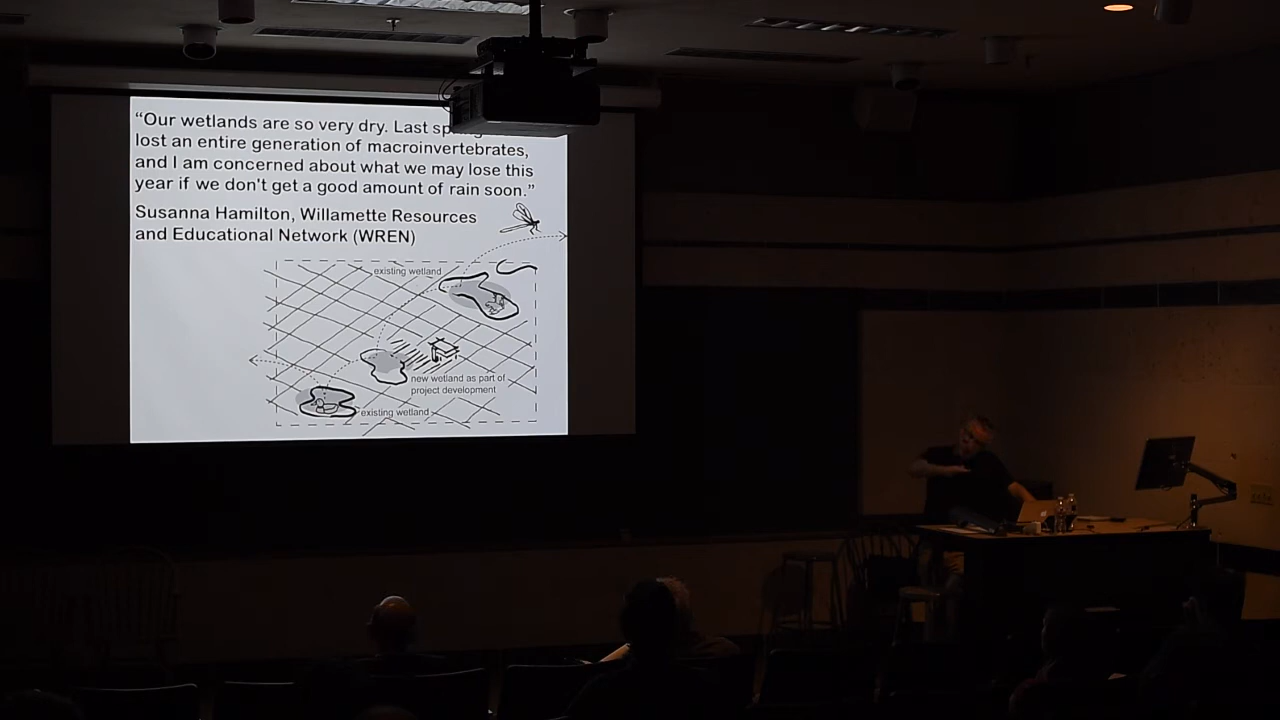 “Our wetlands are so very dry. Last
lost an entire generation of macroinvertebrates,
and I am concerned about what we may lose this
year if we don't get a good amount of rain soon.”
Susanna Hamilton, Willamette Resources
and Educational Network (WREN)
existing wetland
new wetland as part of
project development
existing wetland